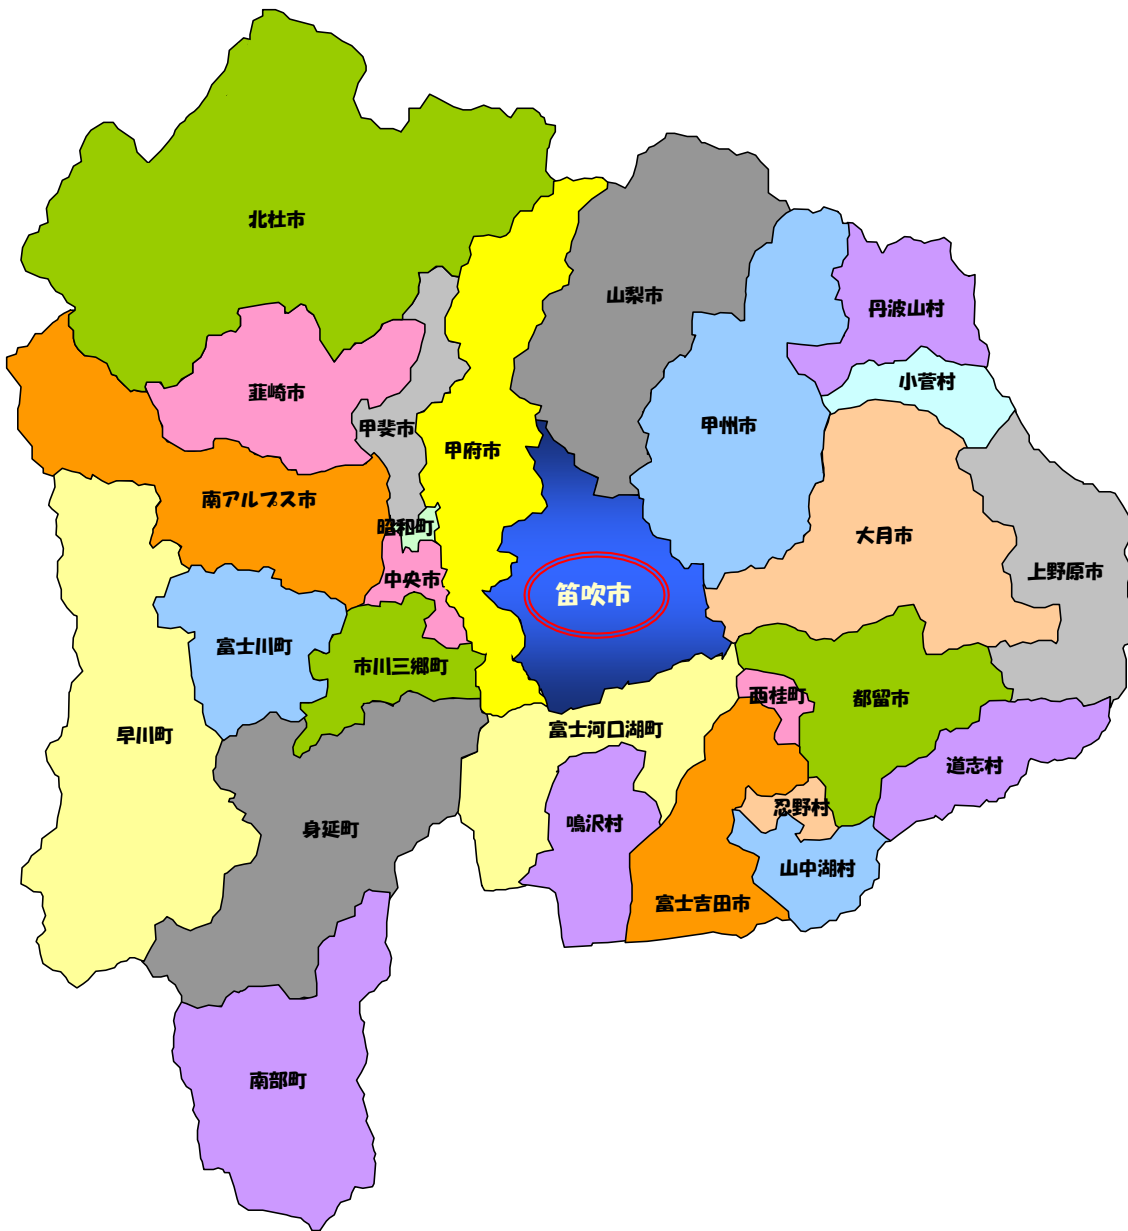 北杜市
山梨市
丹波山村
小菅村
韮崎市
甲斐市
甲州市
甲府市
南アルプス市
昭和町
大月市
上野原市
中央市
笛吹市
富士川町
市川三郷町
西桂町
都留市
早川町
富士河口湖町
道志村
忍野村
鳴沢村
身延町
山中湖村
富士吉田市
南部町